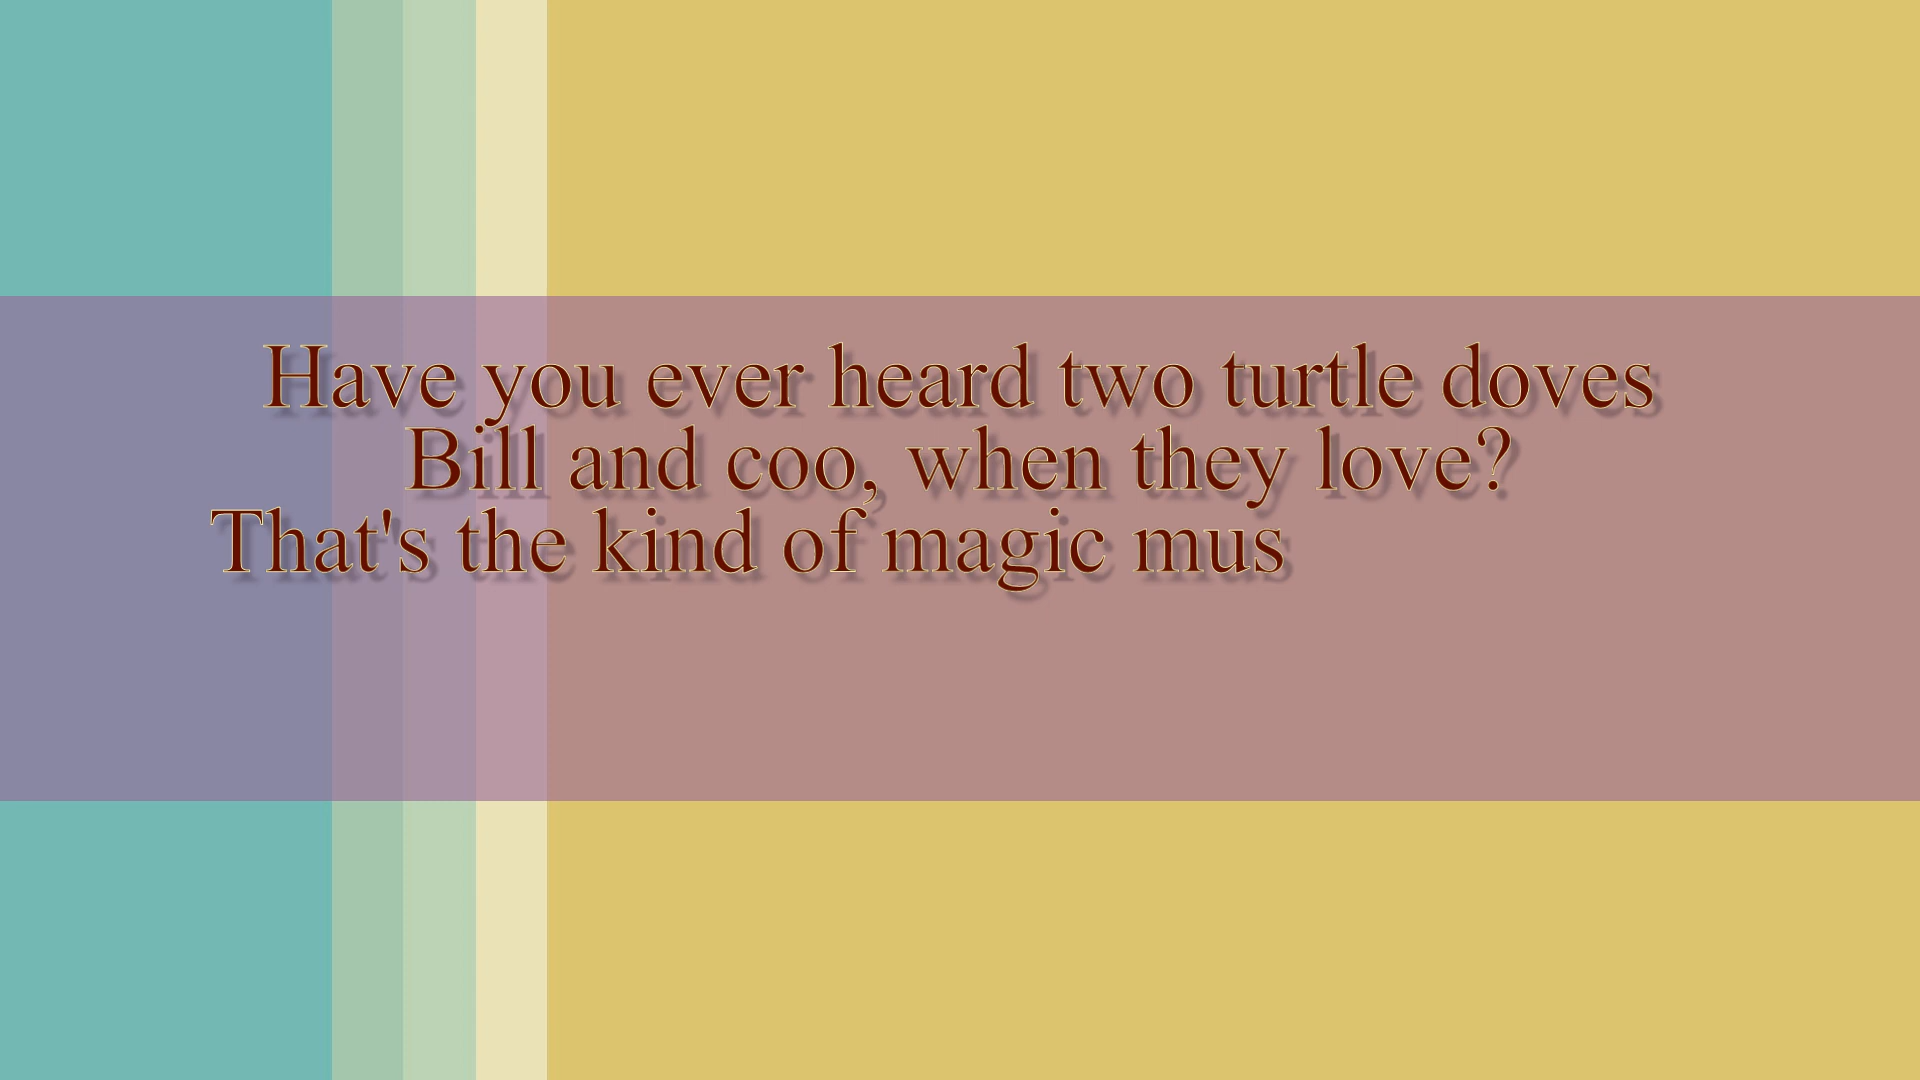 Have you ever heard two turtle doves
Bill and coo, when they love?
That's the kind of magic mus